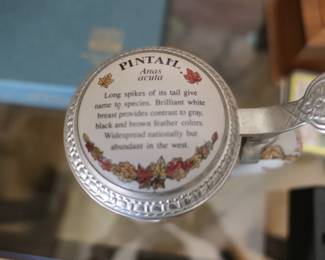 PINTAIL
Anas
acuta
Long spikes of its tail give
name to species. Brilliant white
breast provides contrast to gray,
black and brown feather colors.
Widespread nationally but
abundant in the west.